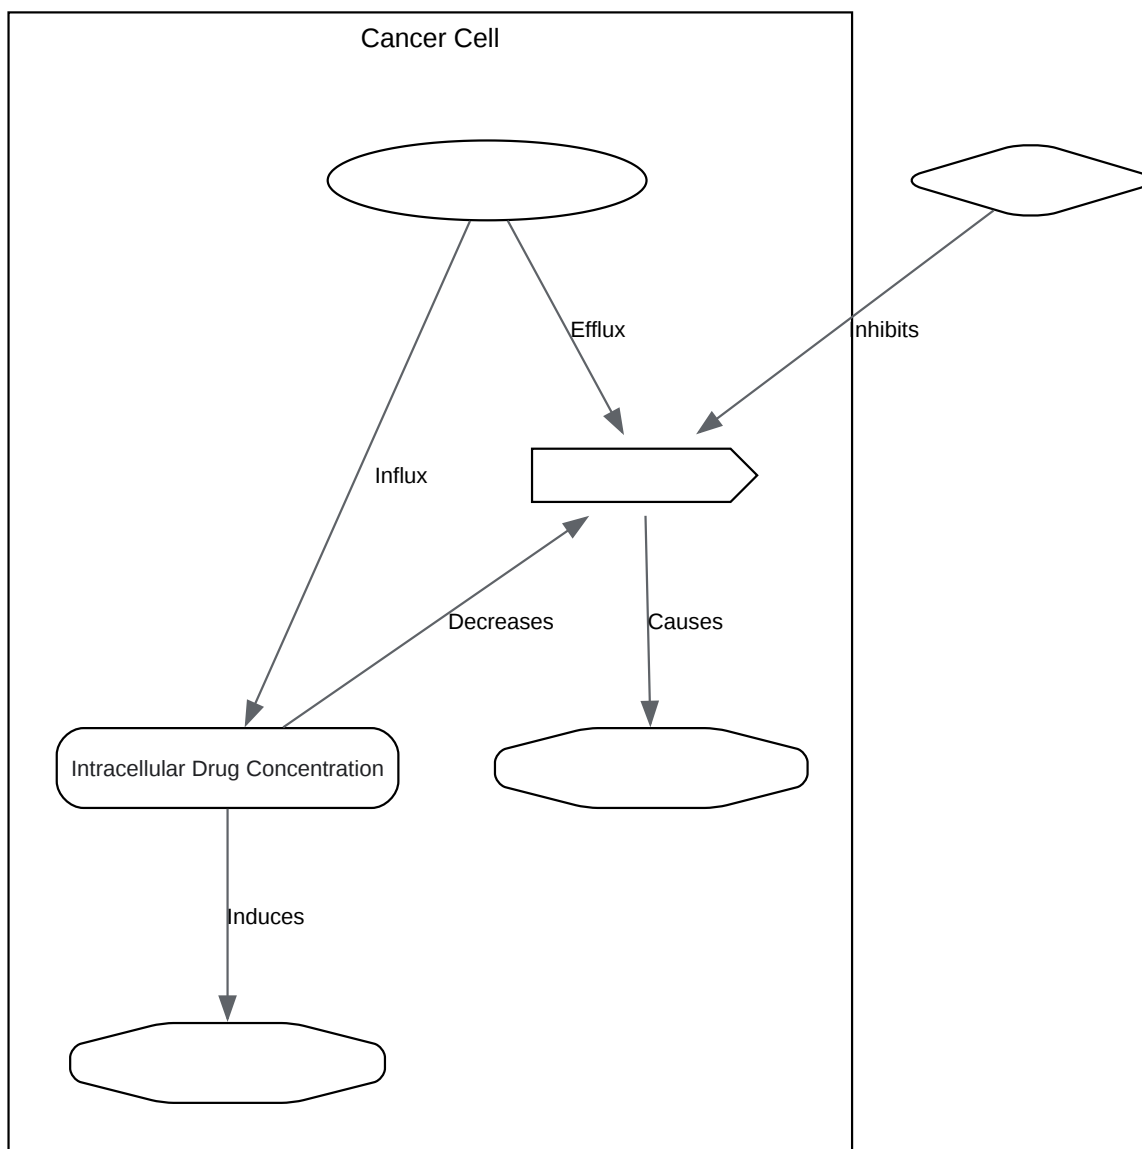 Cancer Cell
Efflux
Inhibits
Influx
Decreases
Causes
Intracellular Drug Concentration
Induces